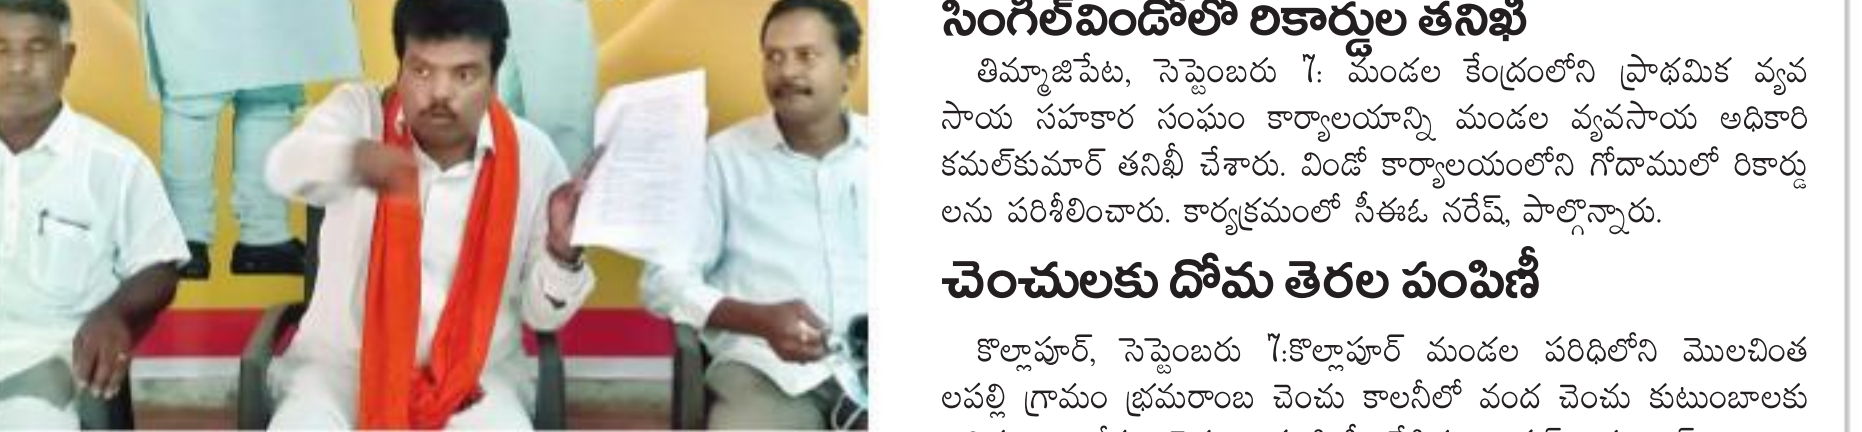 సింగిల్‌విండోలో రికార్డుల తనిఖీ
తిమ్మాజిపేట, సెప్టెంబరు 7: మండల కేంద్రంలోని ప్రాథమిక వ్యవ
సాయ సహకార సంఘం కార్యాలయాన్ని మండల వ్యవసాయ అధికారి
కమల్‌కుమార్ తనిఖీ చేశారు. విండో కార్యాలయంలోని గోదాములో రికార్డు
లను పరిశీలించారు. కార్యక్రమంలో సీఈఓ నరేష్, పాల్గొన్నారు.
చెంచులకు దోమ తెరల పంపిణీ
కొల్లాపూర్, సెప్టెంబరు 7:కొల్లాపూర్ మండల పరిధిలోని మొలచింత
లపల్లి గ్రామం భ్రమరాంబ చెంచు కాలనీలో వంద చెంచు కుటుంబాలకు